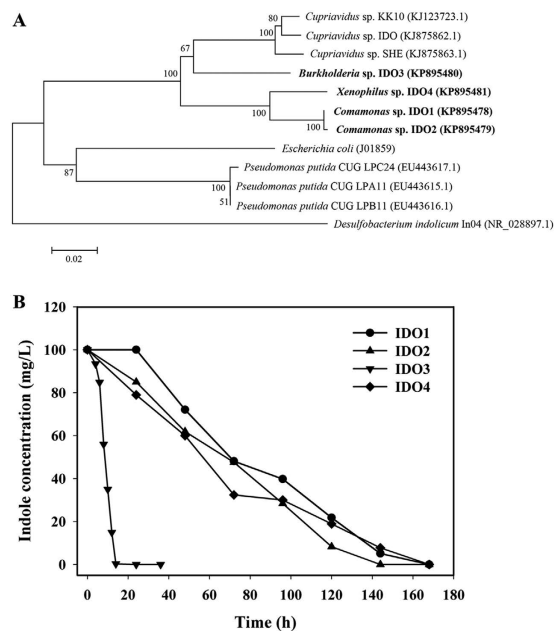 A
80
Cupriavidus sp. KK10 (KJ123723.1)
100
Cupriavidus sp. IDO (KJ875862.1)
67
Cupriavidus sp. SHE (KJ875863.1)
100
Burkholderia sp. IDO3 (KP895480)
Xenophilus sp. IDO4 (KP895481)
100
Comamonas sp. IDO1 (KP895478)
100
Comamonas sp. IDO2 (KP895479)
Escherichia coli (J01859)
87
Pseudomonas putida CUG LPC24 (EU443617.1)
100
Pseudomonas putida CUG LPA11 (EU443615.1)
51
Pseudomonas putida CUG LPB11 (EU443616.1)
Desulfobacterium indolicum In04 (NR_028897.1)
0.02
B
120
100
80
60
40
20
0
Indole concentration (mg/L)
IDO1
IDO2
IDO3
IDO4
0 20 40 60 80 100 120 140 160 180
Time (h)